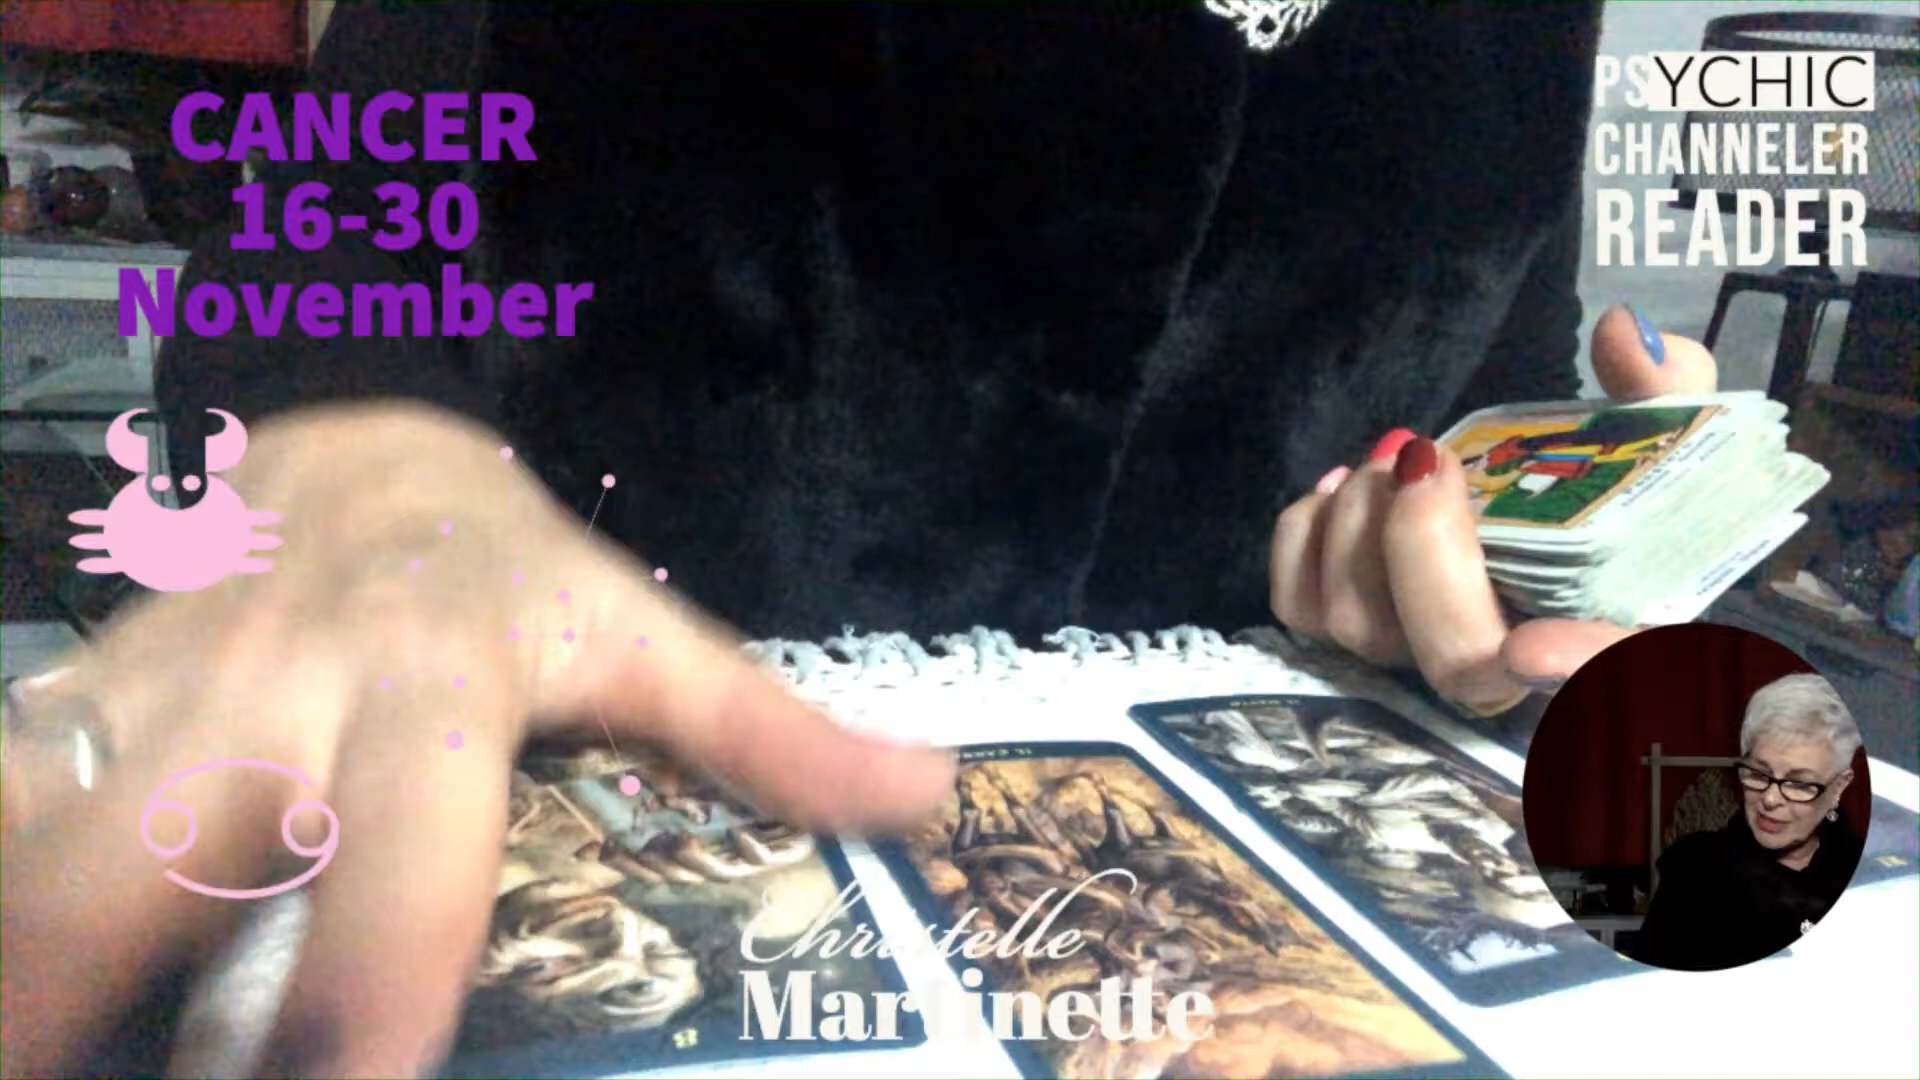 CANCER
16-30
November
PSYCHIC
CHANNELER
READER
Christelle
Martinette